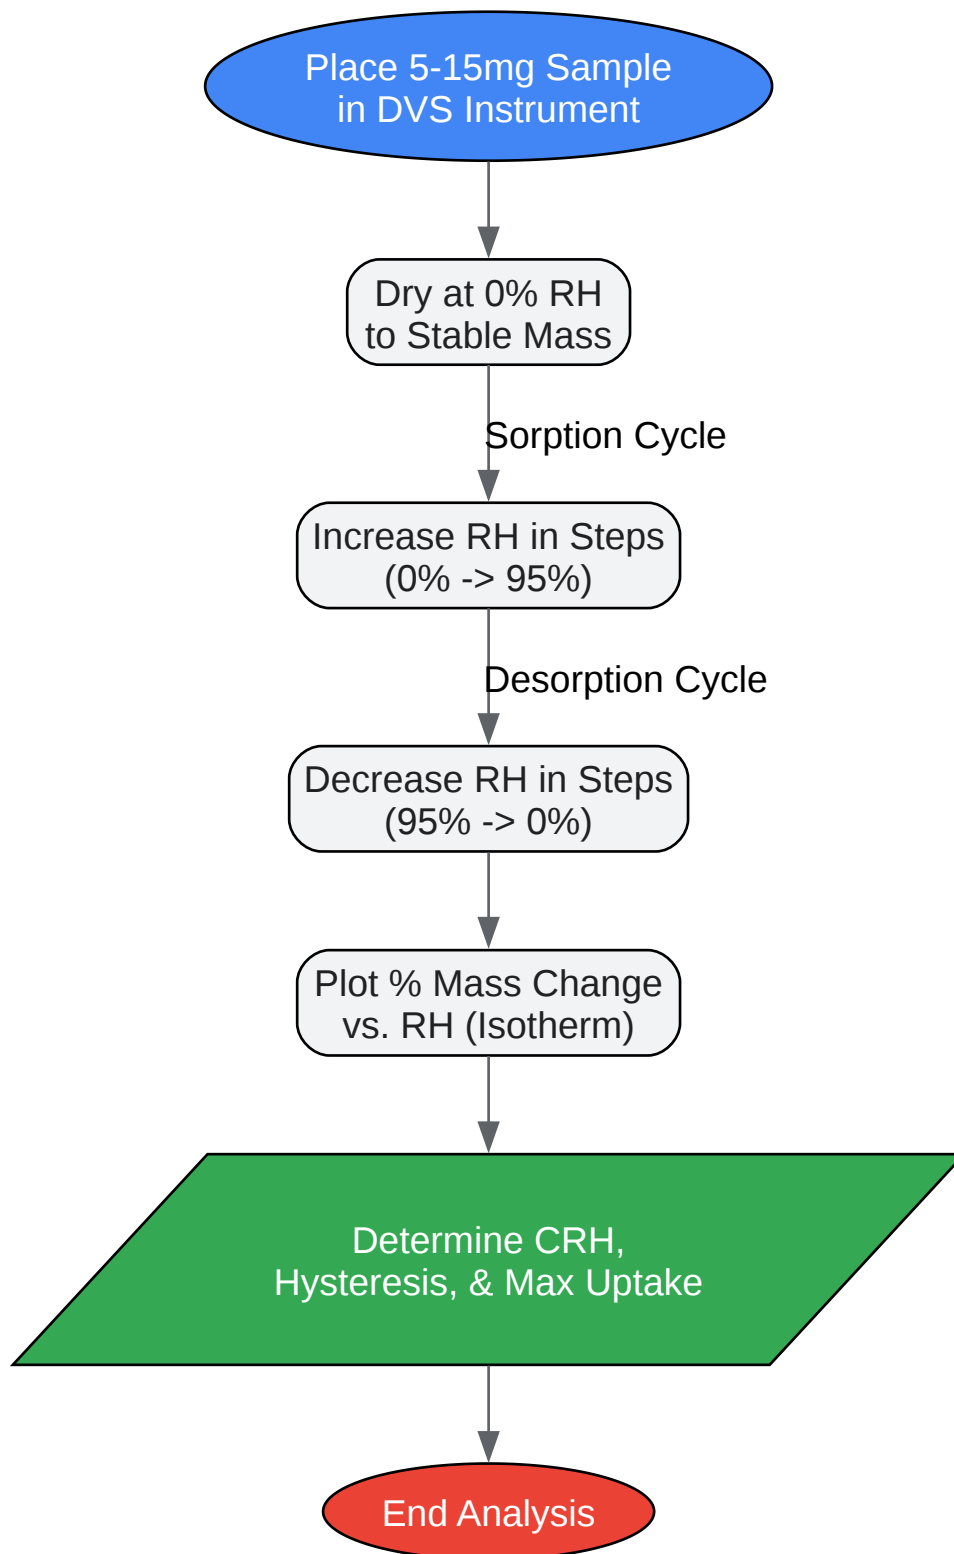 Place 5-15mg Sample
in DVS Instrument
Dry at 0% RH
to Stable Mass
Sorption Cycle
Increase RH in Steps
(0% -> 95%)
Desorption Cycle
Decrease RH in Steps
(95% -> 0%)
Plot % Mass Change
vs. RH (Isotherm)
Determine CRH,
Hysteresis, & Max Uptake
End Analysis